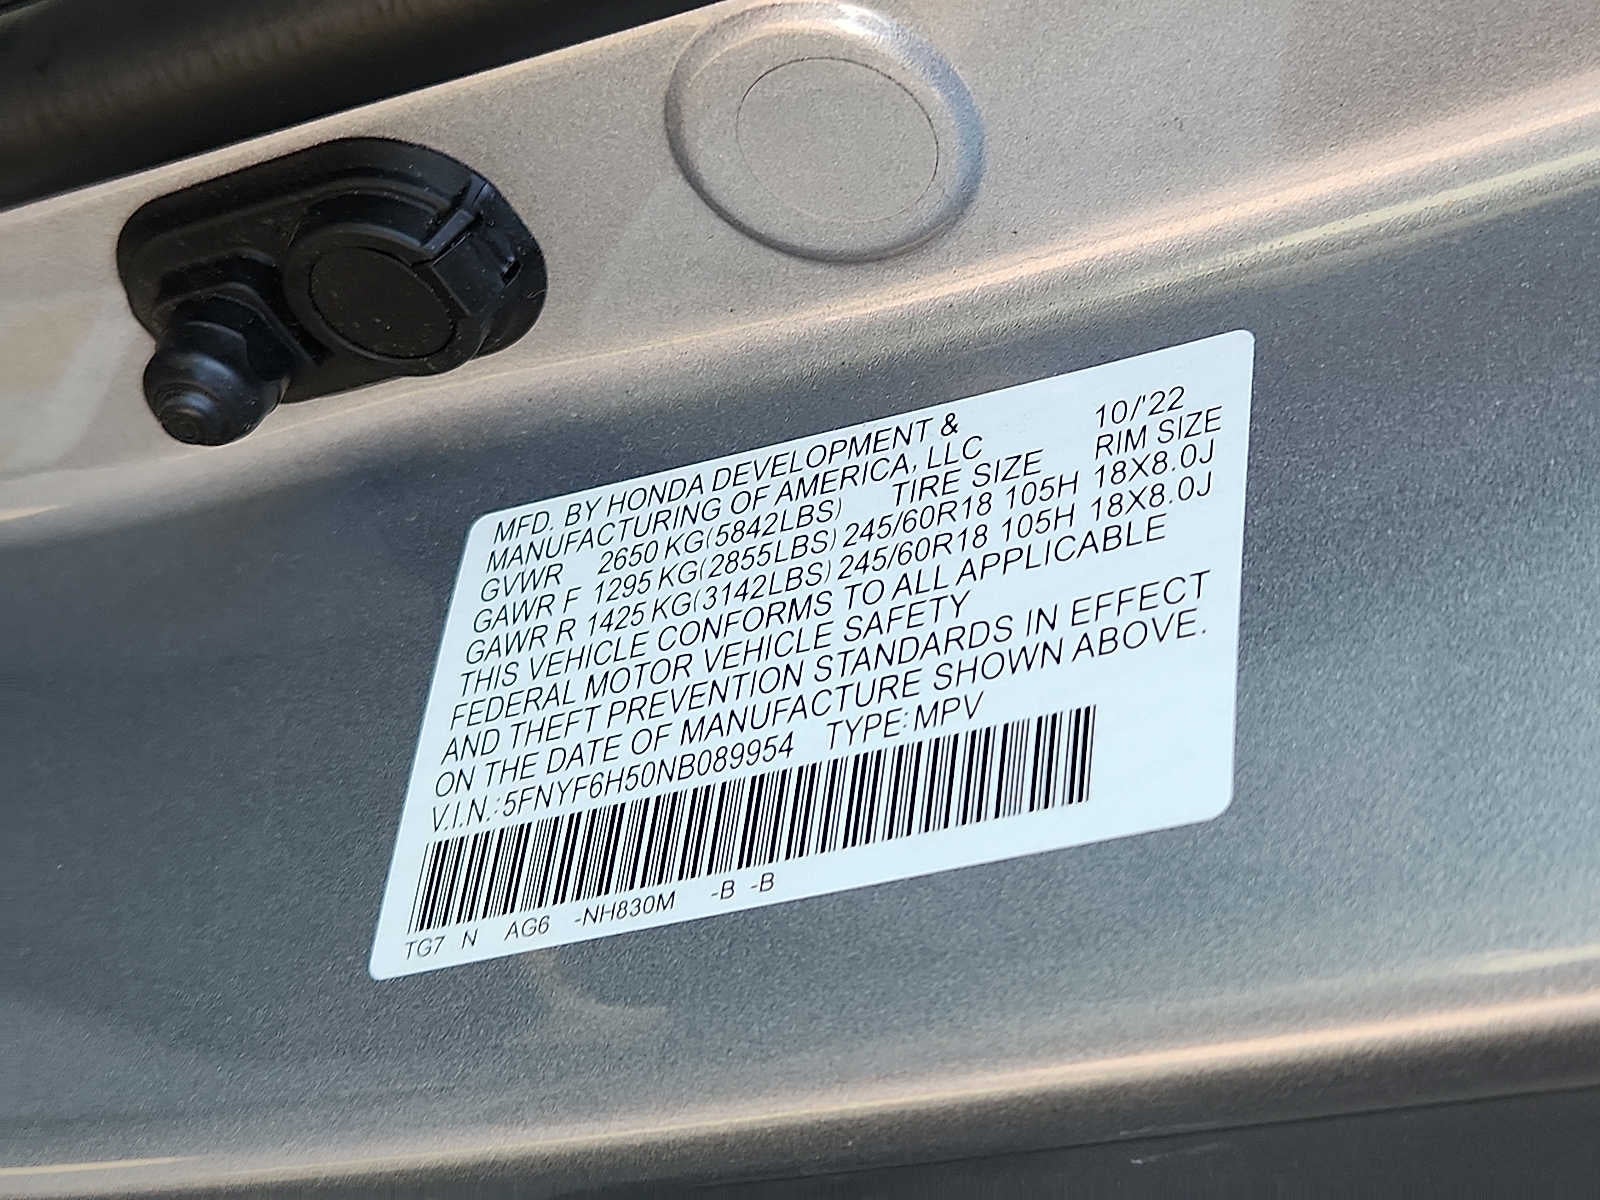 10/'22
MFD. BY HONDA DEVELOPMENT &
MANUFACTURING OF AMERICA, LLC
GVWR 2650 KG(5842LBS) TIRE SIZE RIM SIZE
GAWR F 1295 KG(2855LBS) 245/60R18 105H 18X8.0J
GAWR R 1425 KG(3142LBS) 245/60R18 105H 18X8.0J
THIS VEHICLE CONFORMS TO ALL APPLICABLE
FEDERAL MOTOR VEHICLE SAFETY
AND THEFT PREVENTION STANDARDS IN EFFECT
ON THE DATE OF MANUFACTURE SHOWN ABOVE.
V.I.N.:5FNYF6H50NB089954 TYPE:MPV
TG7 N AG6 -NH830M -B -B